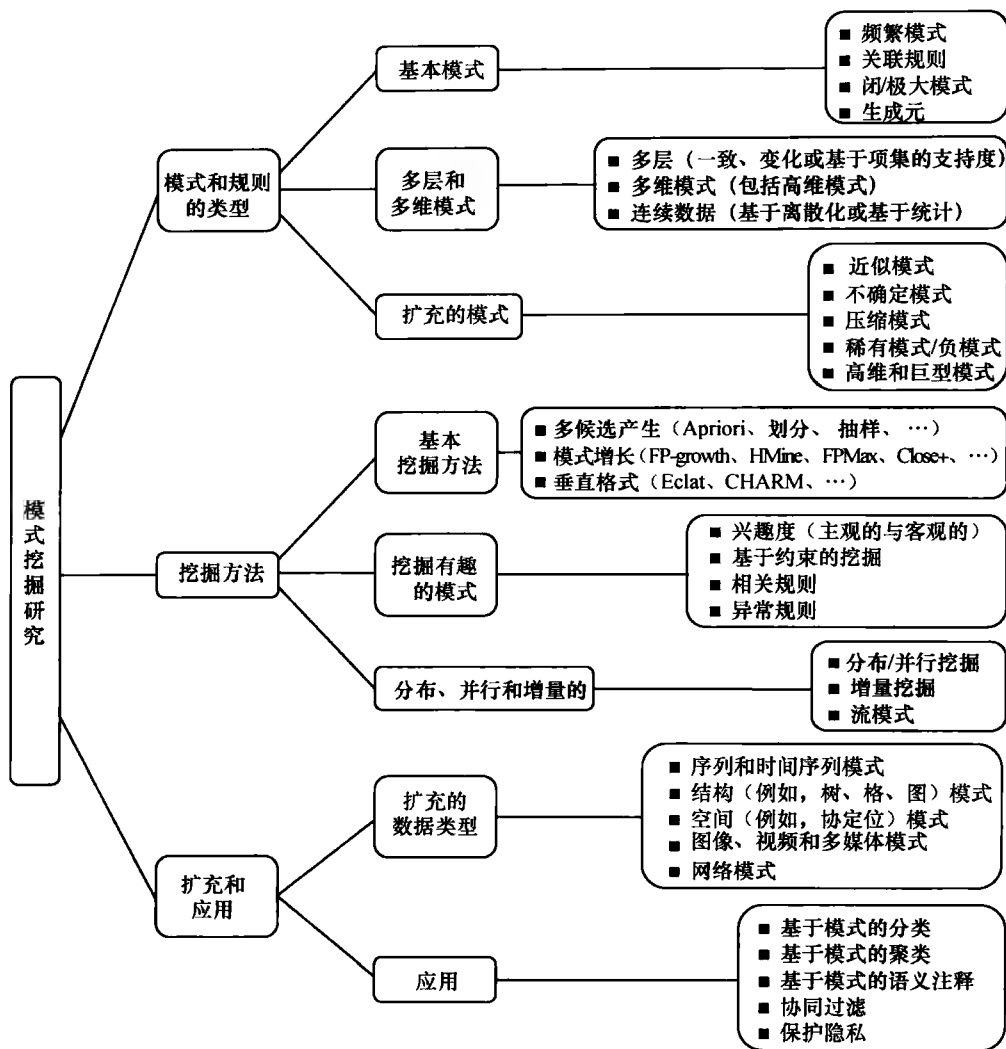 模式挖掘研究
模式和规则
的类型
基本模式
■ 频繁模式
■ 关联规则
■ 闭/极大模式
■ 生成元
多层和
多维模式
■ 多层（一致、变化或基于项集的支持度）
■ 多维模式（包括高维模式）
■ 连续数据（基于离散化或基于统计）
扩充的模式
■ 近似模式
■ 不确定模式
■ 压缩模式
■ 稀有模式/负模式
■ 高维和巨型模式
挖掘方法
基本
挖掘方法
■ 多候选产生（Apriori、划分、抽样、…）
■ 模式增长（FP-growth、HMine、FPMax、Close+、…）
■ 垂直格式（Eclat、CHARM、…）
挖掘有趣
的模式
■ 兴趣度（主观的与客观的）
■ 基于约束的挖掘
■ 相关规则
■ 异常规则
分布、并行和增量的
■ 分布/并行挖掘
■ 增量挖掘
■ 流模式
扩充和
应用
扩充的
数据类型
■ 序列和时间序列模式
■ 结构（例如，树、格、图）模式
■ 空间（例如，协定位）模式
■ 图像、视频和多媒体模式
■ 网络模式
应用
■ 基于模式的分类
■ 基于模式的聚类
■ 基于模式的语义注释
■ 协同过滤
■ 保护隐私